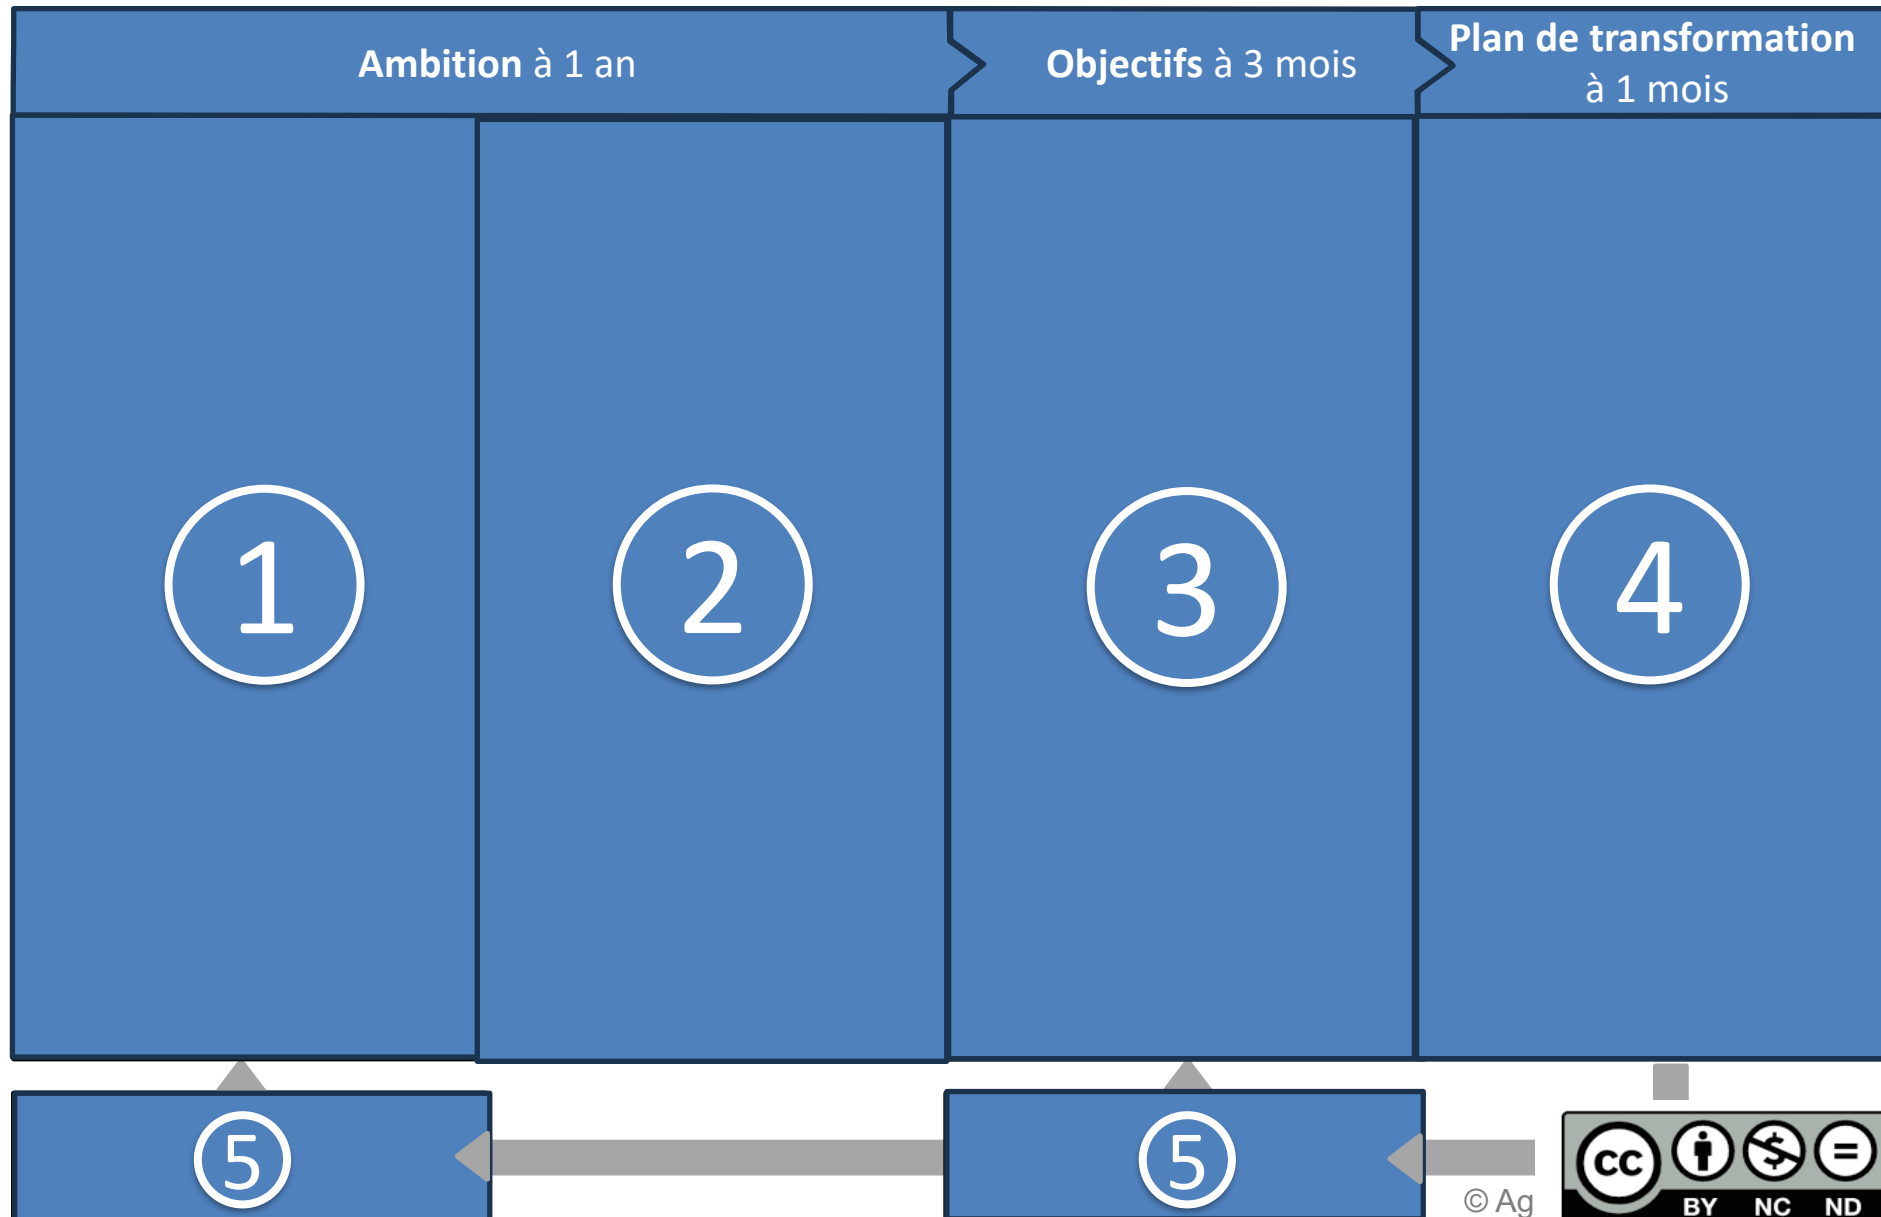 Ambition à 1 an
Objectifs à 3 mois
Plan de transformation
à 1 mois
1
2
3
4
5
5
© Ag
cc
BY NC ND